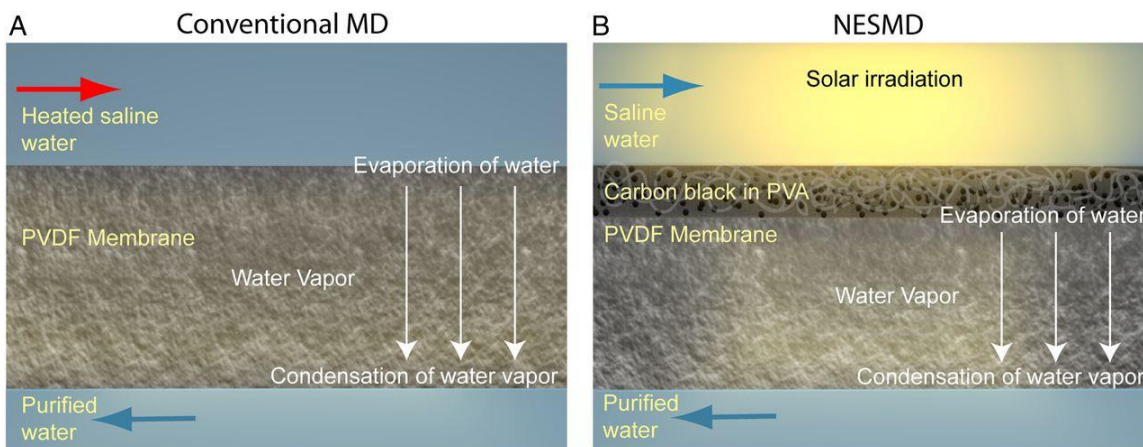 A
Conventional MD
Heated saline
water
Evaporation of water
PVDF Membrane
Water Vapor
Condensation of water vapor
Purified
water
B
NESMD
Solar irradiation
Saline
water
Carbon black in PVA
Evaporation of water
PVDF Membrane
Water Vapor
Condensation of water vapor
Purified
water